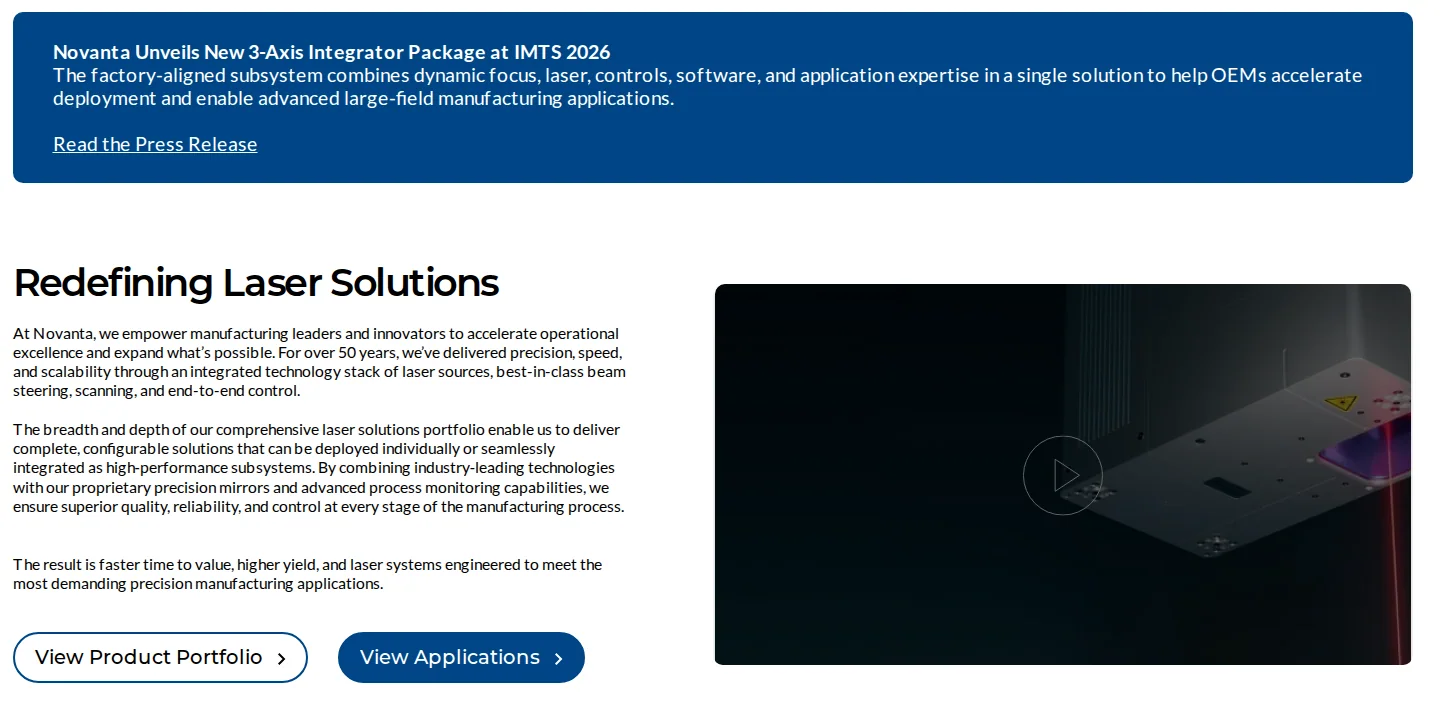 Novanta Unveils New 3-Axis Integrator Package at IMTS 2026
The factory-aligned subsystem combines dynamic focus, laser, controls, software, and application expertise in a single solution to help OEMs accelerate
deployment and enable advanced large-field manufacturing applications.
Read the Press Release
Redefining Laser Solutions
At Novanta, we empower manufacturing leaders and innovators to accelerate operational
excellence and expand what’s possible. For over 50 years, we’ve delivered precision, speed,
and scalability through an integrated technology stack of laser sources, best-in-class beam
steering, scanning, and end-to-end control.
The breadth and depth of our comprehensive laser solutions portfolio enable us to deliver
complete, configurable solutions that can be deployed individually or seamlessly
integrated as high-performance subsystems. By combining industry-leading technologies
with our proprietary precision mirrors and advanced process monitoring capabilities, we
ensure superior quality, reliability, and control at every stage of the manufacturing process.
The result is faster time to value, higher yield, and laser systems engineered to meet the
most demanding precision manufacturing applications.
View Product Portfolio
View Applications